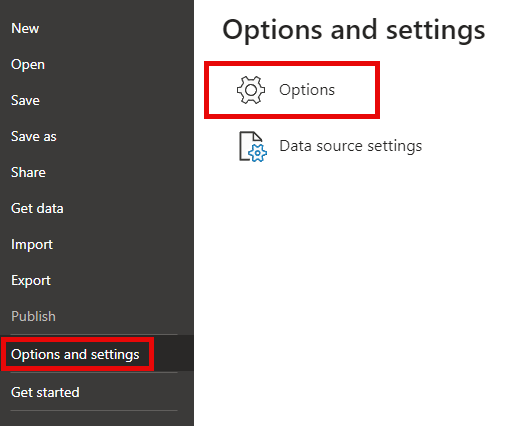 New
Open
Save
Save as
Share
Get data
Import
Export
Publish
Options and settings
Get started
Options and settings
Options
Data source settings